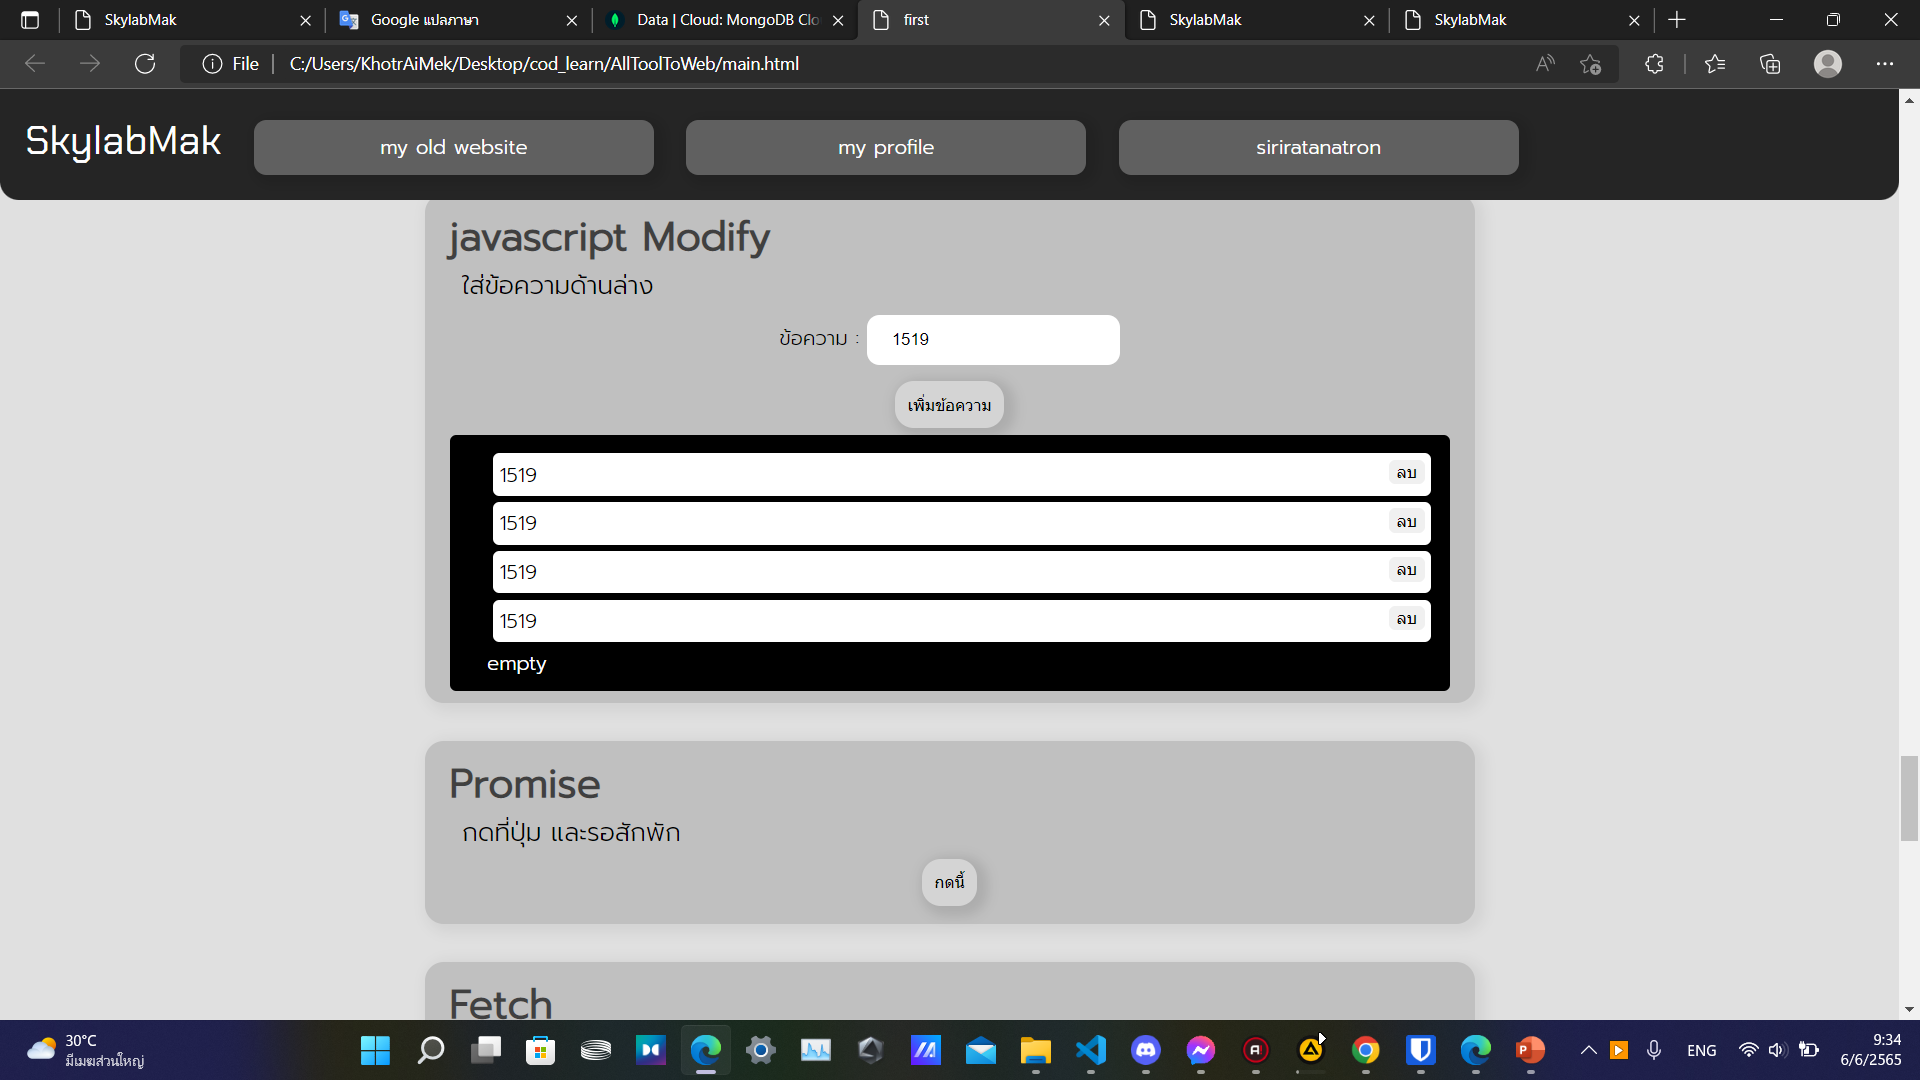 SkylabMak
Google แปลภาษา
Data | Cloud: MongoDB Clo
first
SkylabMak
SkylabMak
File
C:/Users/KhotrAiMek/Desktop/cod_learn/AllToolToWeb/main.html
SkylabMak
my old website
my profile
siriratanatron
javascript Modify
ใส่ข้อความด้านล่าง
ข้อความ : 1519
เพิ่มข้อความ
1519 ลบ
1519 ลบ
1519 ลบ
1519 ลบ
empty
Promise
กดที่ปุ่ม และรอสักพัก
กดนี้
Fetch
30°C
มีเมฆส่วนใหญ่
ENG
9:34
6/6/2565